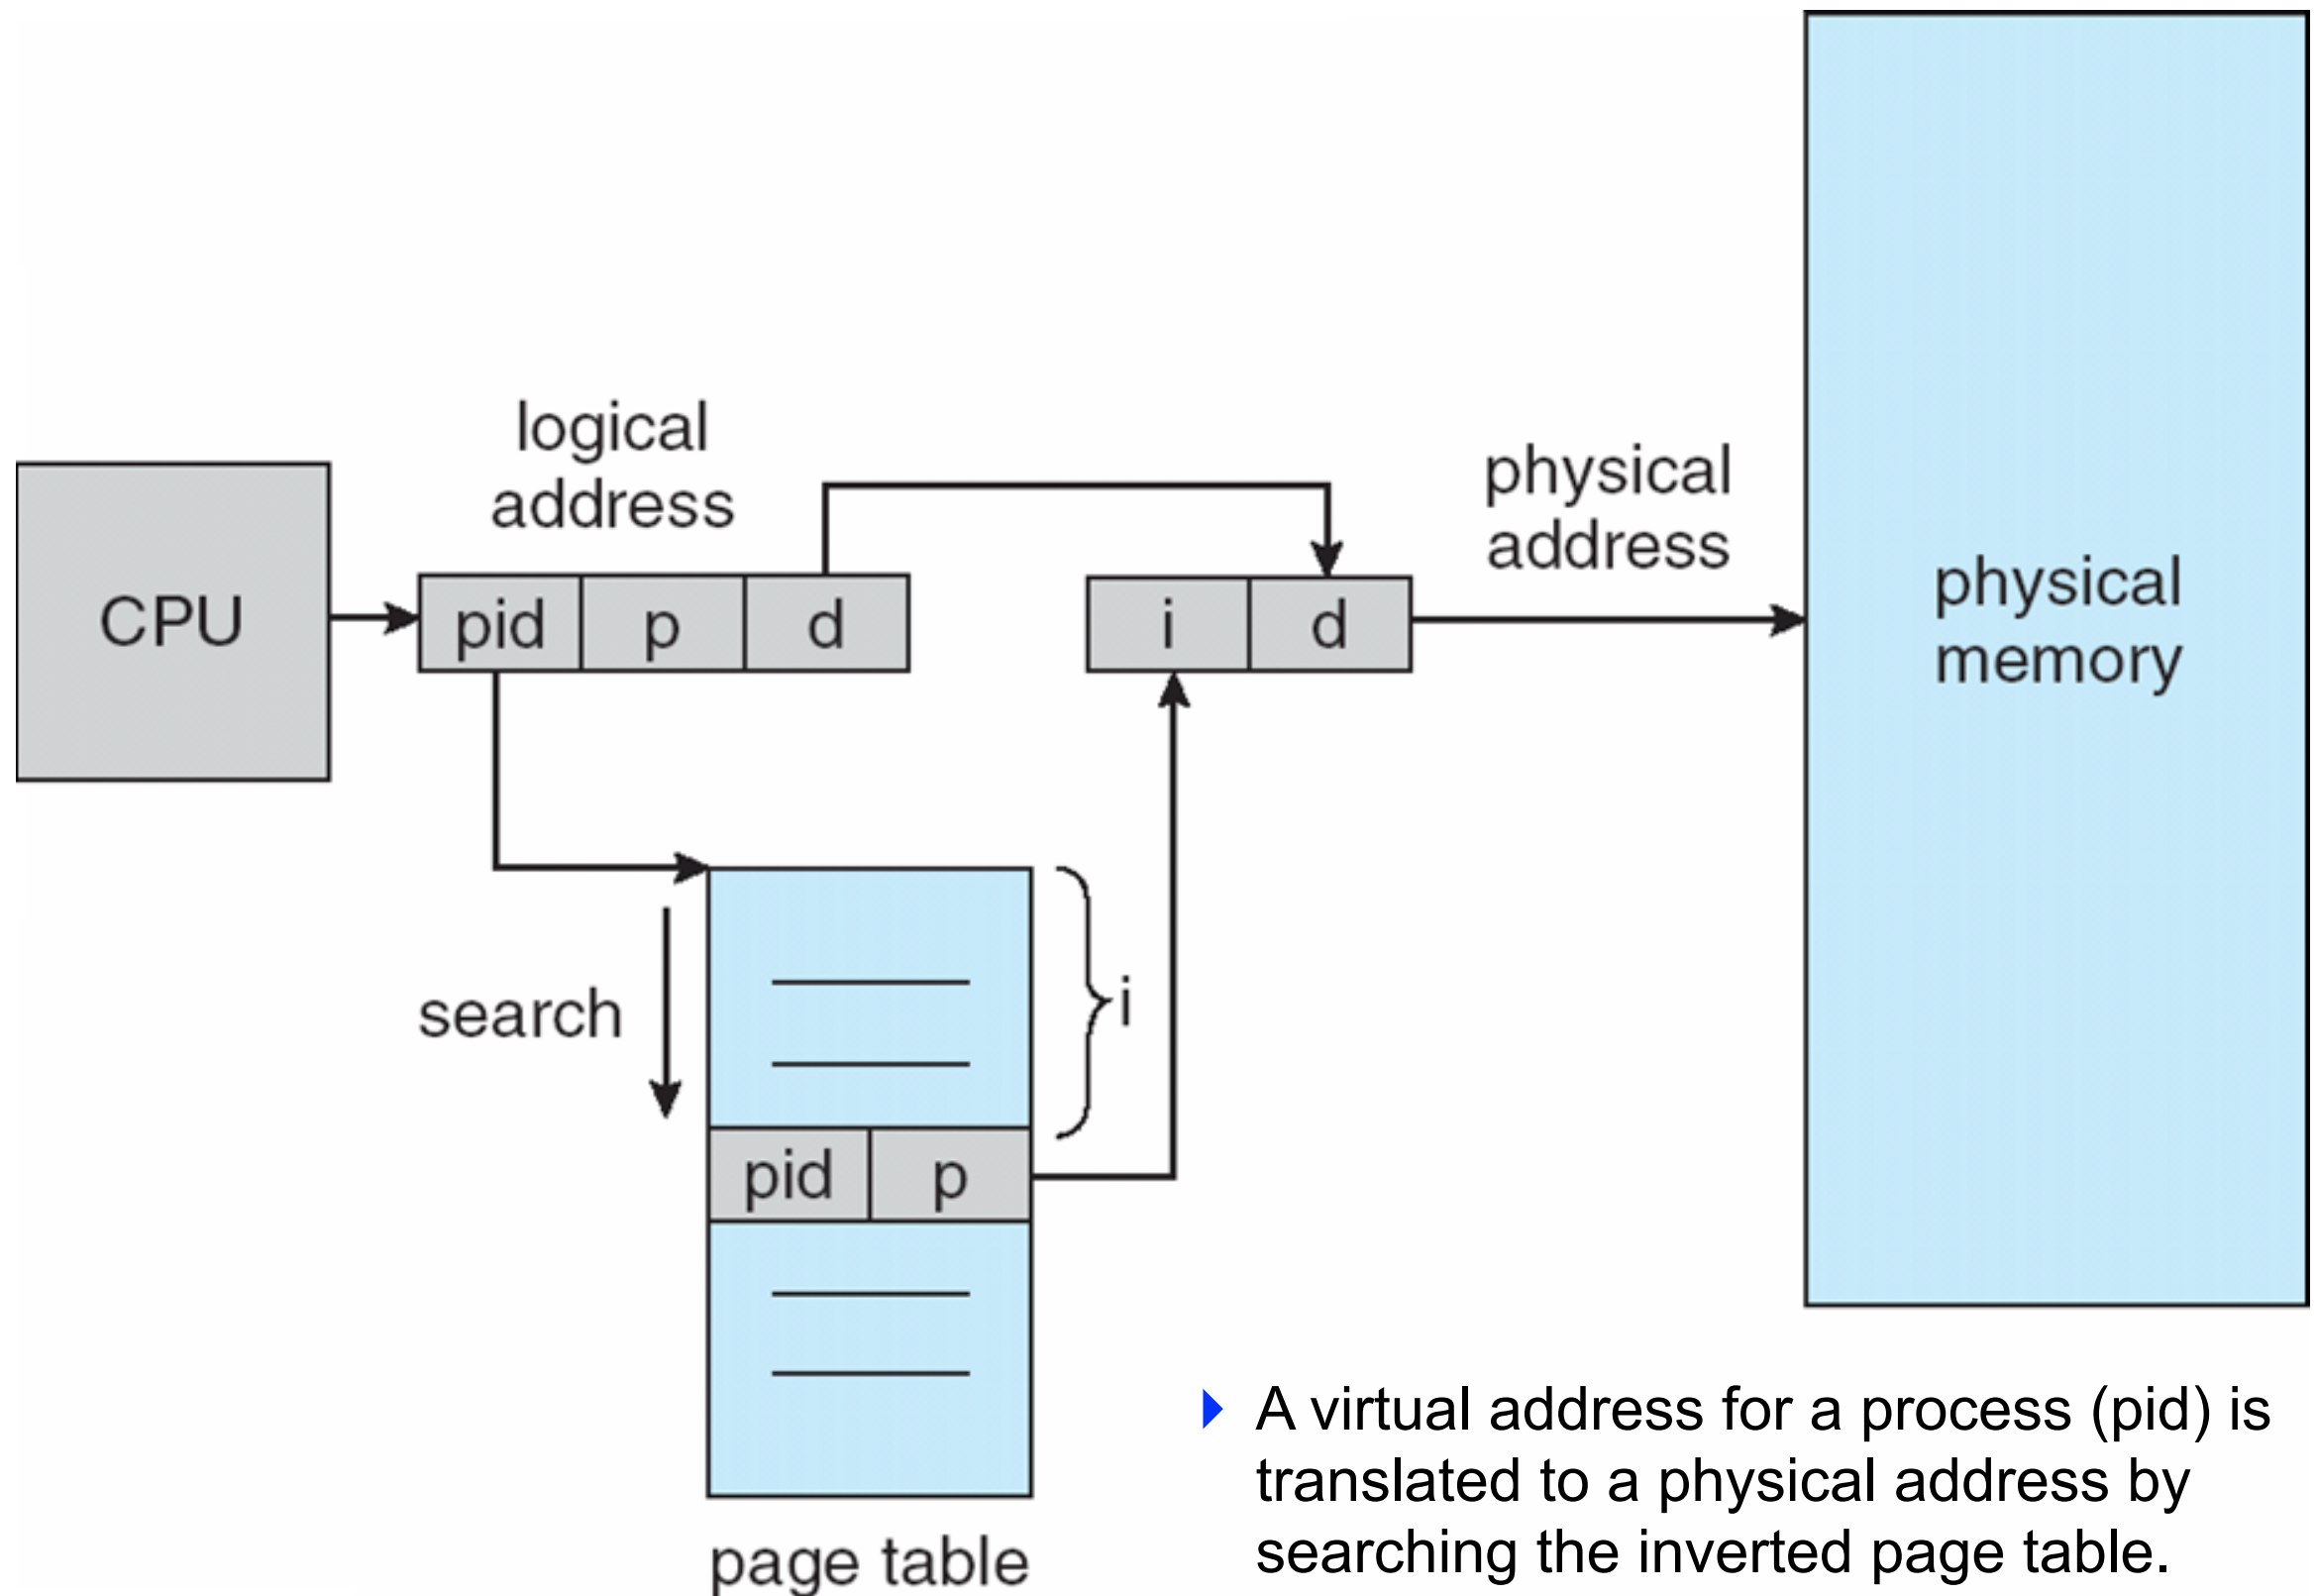 logical
address
physical
address
CPU
pid p d
i d
physical
memory
search
i
pid p
page table
A virtual address for a process (pid) is
translated to a physical address by
searching the inverted page table.